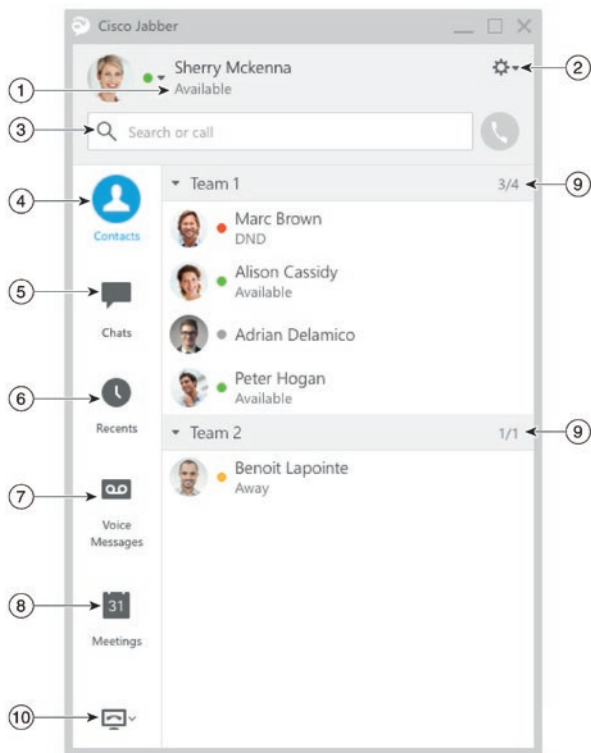 Cisco Jabber
Sherry Mckenna
Available
1
2
3
Search or call
4
Contacts
Team 1 3/4
9
Marc Brown
DND
5
Chats
Alison Cassidy
Available
Adrian Delamico
6
Recents
Peter Hogan
Available
Team 2 1/1
9
7
Voice
Messages
Benoit Lapointe
Away
8
31
Meetings
10